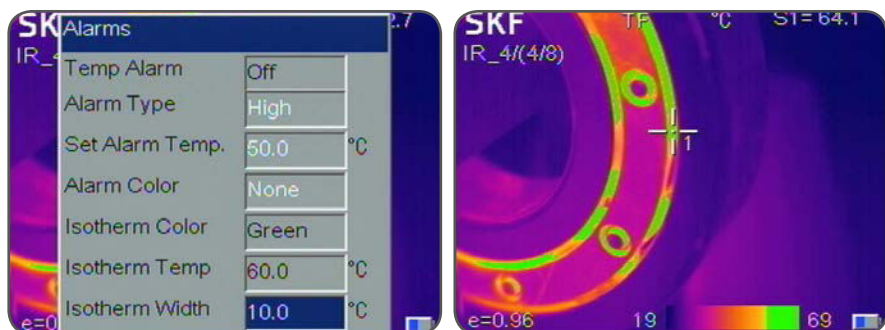 SKF
Alarms
2.7
IR_4
Temp Alarm Off
Alarm Type High
Set Alarm Temp. 50.0 °C
Alarm Color None
Isotherm Color Green
Isotherm Temp 60.0 °C
Isotherm Width 10.0 °C
e=0
SKF TF °C S1= 64.1
IR_4/(4/8)
1
e=0.96 19 69